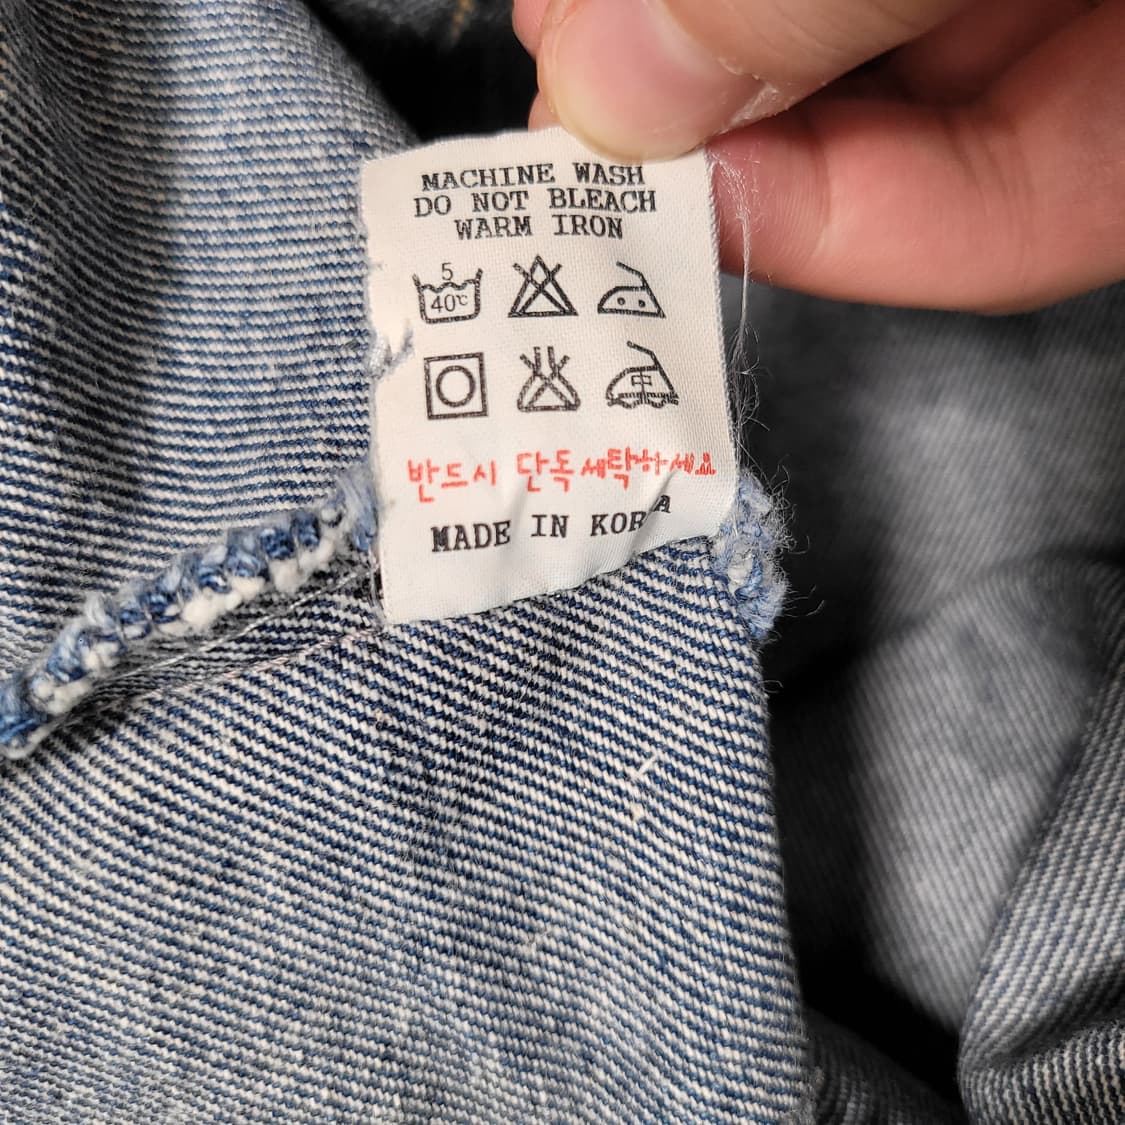 MACHINE WASH
DO NOT BLEACH
WARM IRON
5
40℃
반드시 단독세탁하세요
MADE IN KOREA